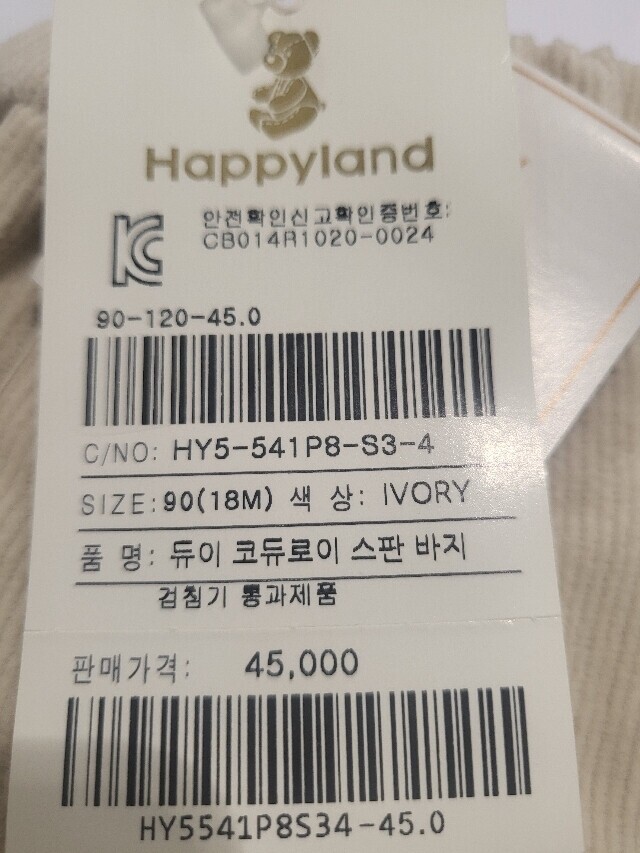 Happyland
안전확인신고확인증번호:
CB014R1020-0024
90-120-45.0
C/NO: HY5-541P8-S3-4
SIZE: 90(18M) 색 상: IVORY
품 명: 듀이 코듀로이 스판 바지
검침기 통과제품
판매가격: 45,000
HY5541P8S34-45.0